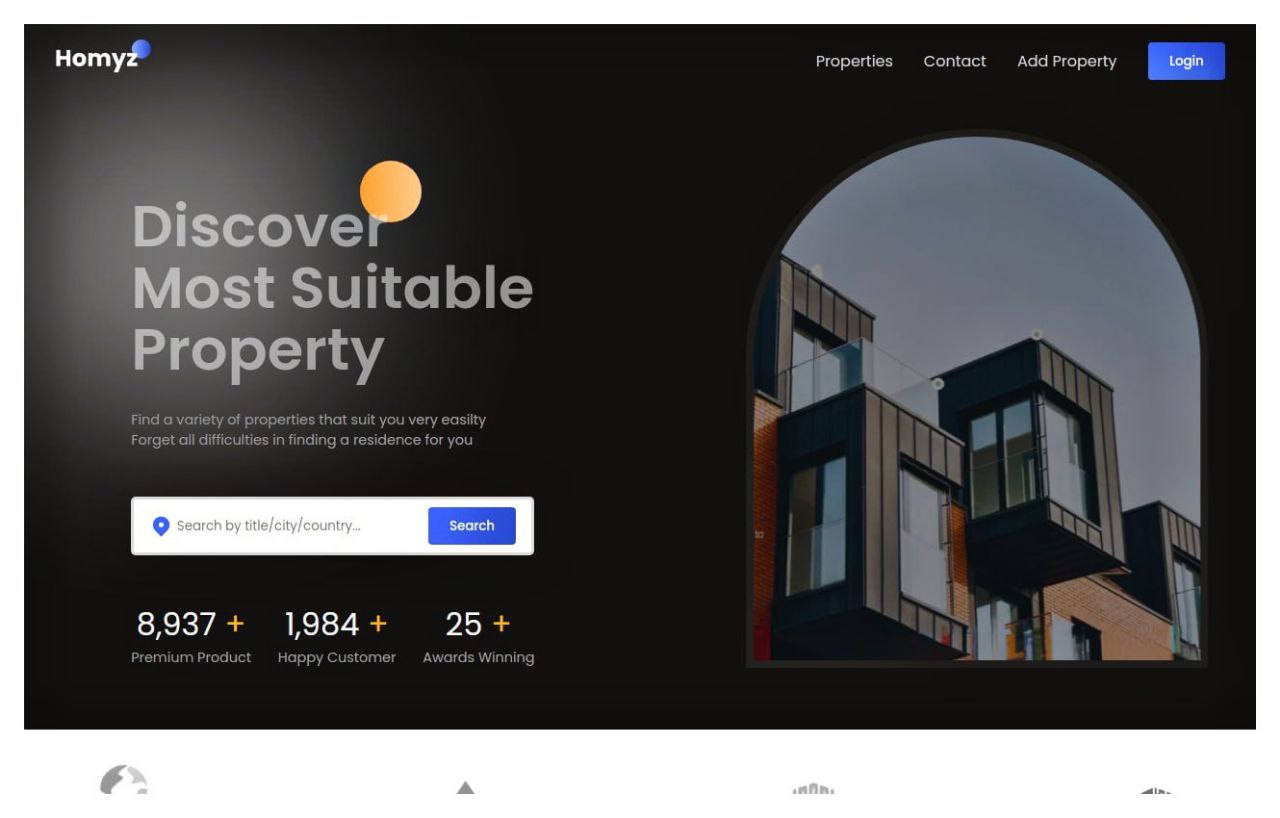 Homyz
Properties
Contact
Add Property
Login
Discover
Most Suitable
Property
Find a variety of properties that suit you very easilty
Forget all difficulties in finding a residence for you
Search by title/city/country...
Search
8,937 +
1,984 +
25 +
Premium Product
Happy Customer
Awards Winning
to